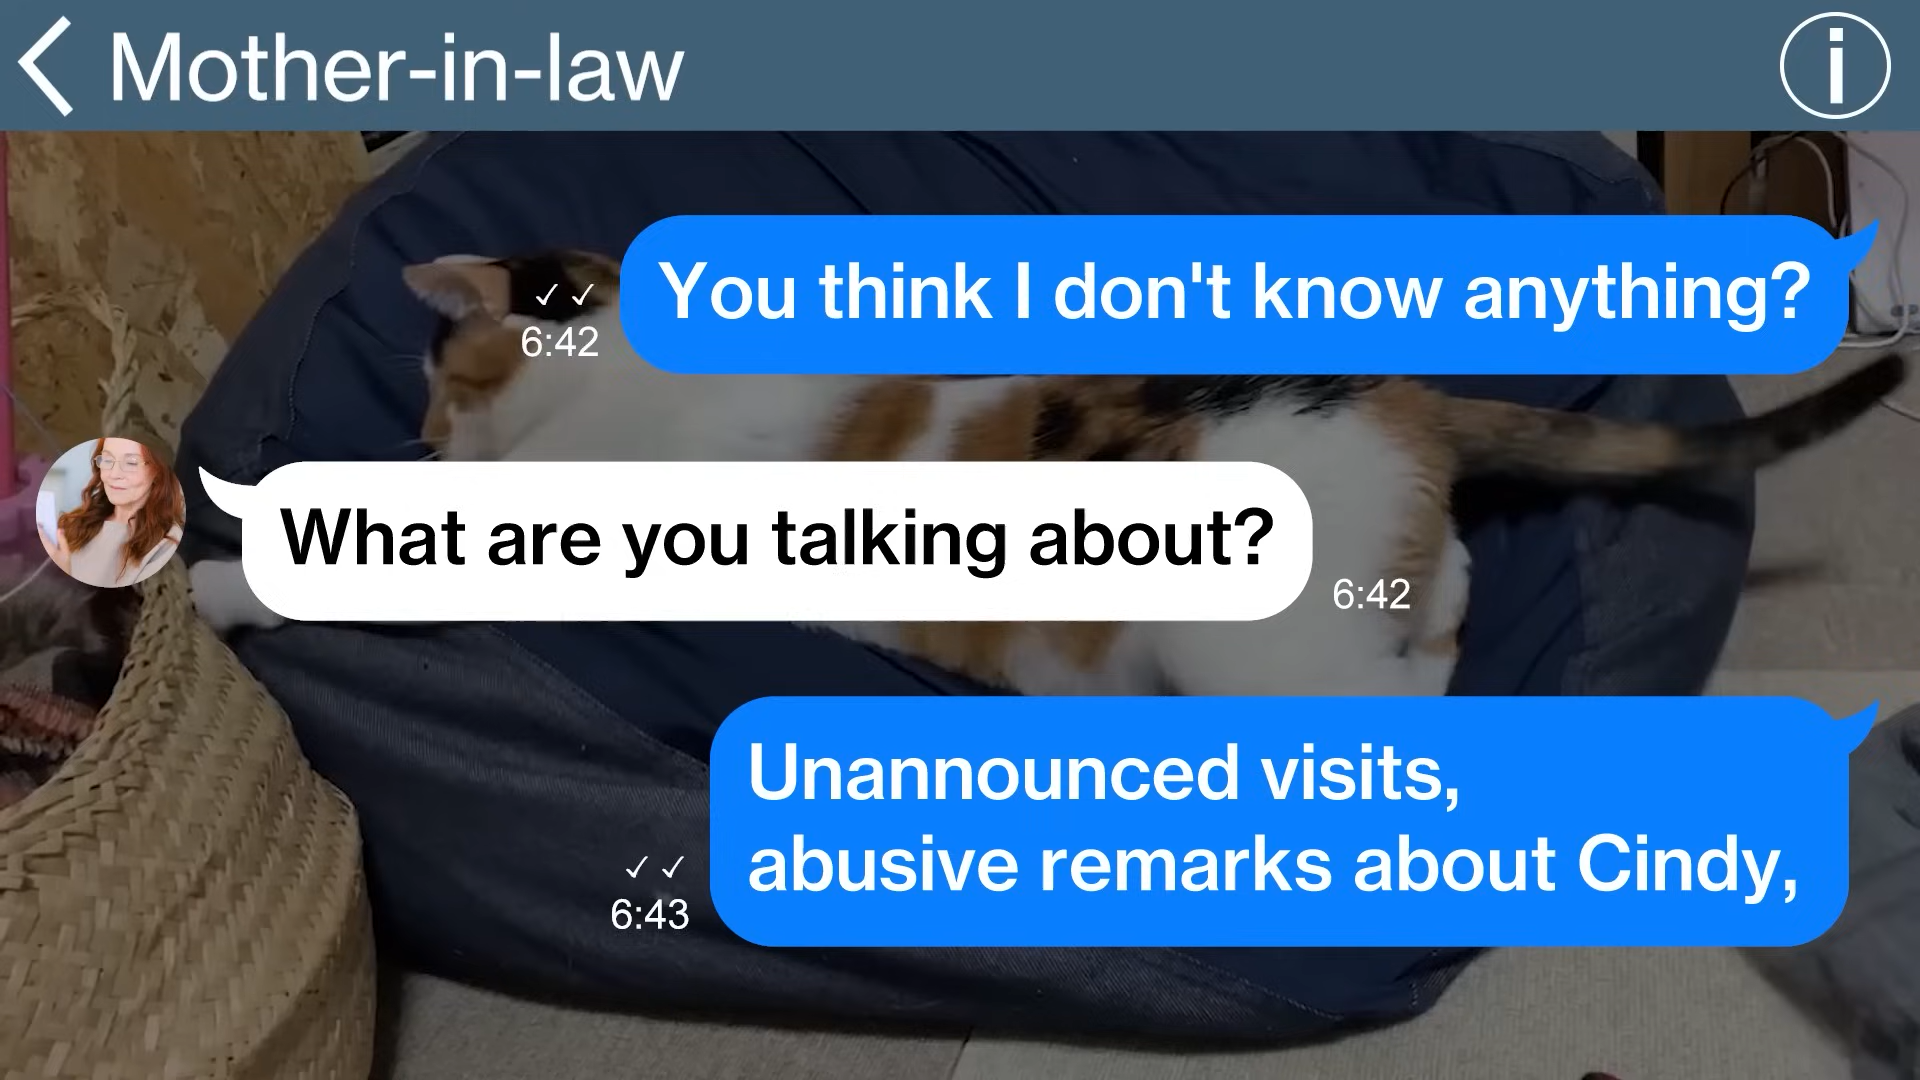 Mother-in-law
You think I don't know anything?
✓✓
6:42
What are you talking about?
6:42
Unannounced visits,
abusive remarks about Cindy,
✓✓
6:43